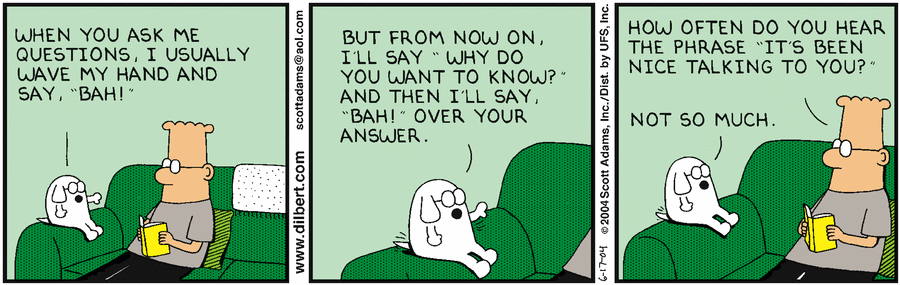 WHEN YOU ASK ME
QUESTIONS, I USUALLY
WAVE MY HAND AND
SAY, "BAH!"
www.dilbert.com
scottadams@aol.com
BUT FROM NOW ON,
I'LL SAY "WHY DO
YOU WANT TO KNOW?"
AND THEN I'LL SAY,
"BAH!" OVER YOUR
ANSWER.
6-17-04 © 2004 Scott Adams, Inc./Dist. by UFS, Inc.
HOW OFTEN DO YOU HEAR
THE PHRASE "IT'S BEEN
NICE TALKING TO YOU?"
NOT SO MUCH.